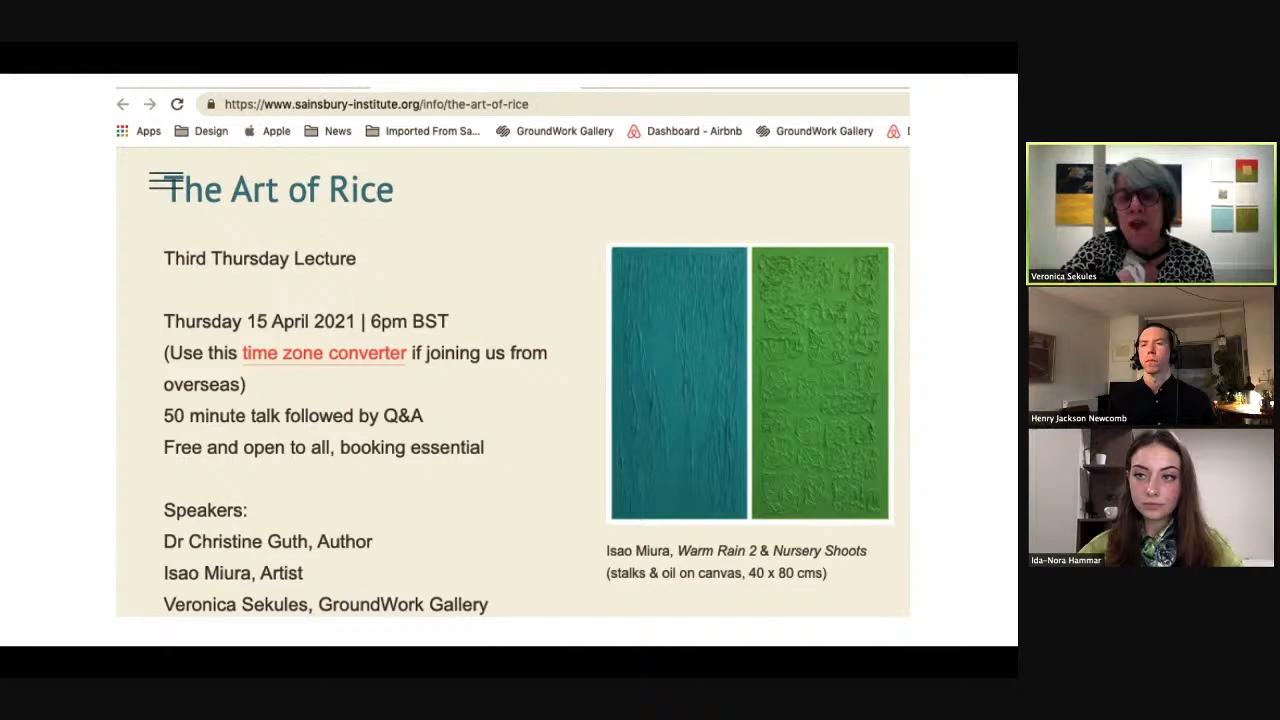 https://www.sainsbury-institute.org/info/the-art-of-rice
Apps Design Apple News Imported From Sa... GroundWork Gallery Dashboard - Airbnb GroundWork Gallery
The Art of Rice
Third Thursday Lecture
Thursday 15 April 2021 | 6pm BST
(Use this time zone converter if joining us from
overseas)
50 minute talk followed by Q&A
Free and open to all, booking essential
Speakers:
Dr Christine Guth, Author
Isao Miura, Artist
Veronica Sekules, GroundWork Gallery
Isao Miura, Warm Rain 2 & Nursery Shoots
(stalks & oil on canvas, 40 x 80 cms)
Veronica Sekules
Henry Jackson Newcomb
Ida-Nora Hammar